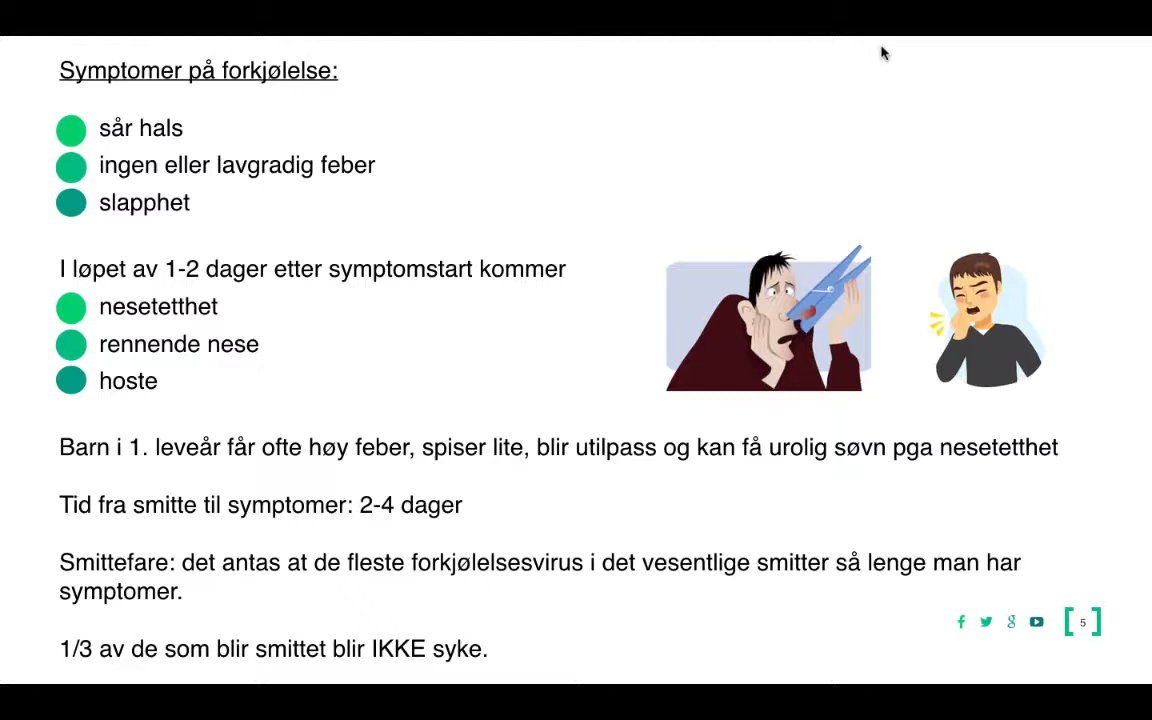 Symptomer på forkjølelse:
sår hals
ingen eller lavgradig feber
slapphet
I løpet av 1-2 dager etter symptomstart kommer
nesetetthet
rennende nese
hoste
Barn i 1. leveår får ofte høy feber, spiser lite, blir utilpass og kan få urolig søvn pga nesetetthet
Tid fra smitte til symptomer: 2-4 dager
Smittefare: det antas at de fleste forkjølelsesvirus i det vesentlige smitter så lenge man har
symptomer.
[ 5 ]
1/3 av de som blir smittet blir IKKE syke.